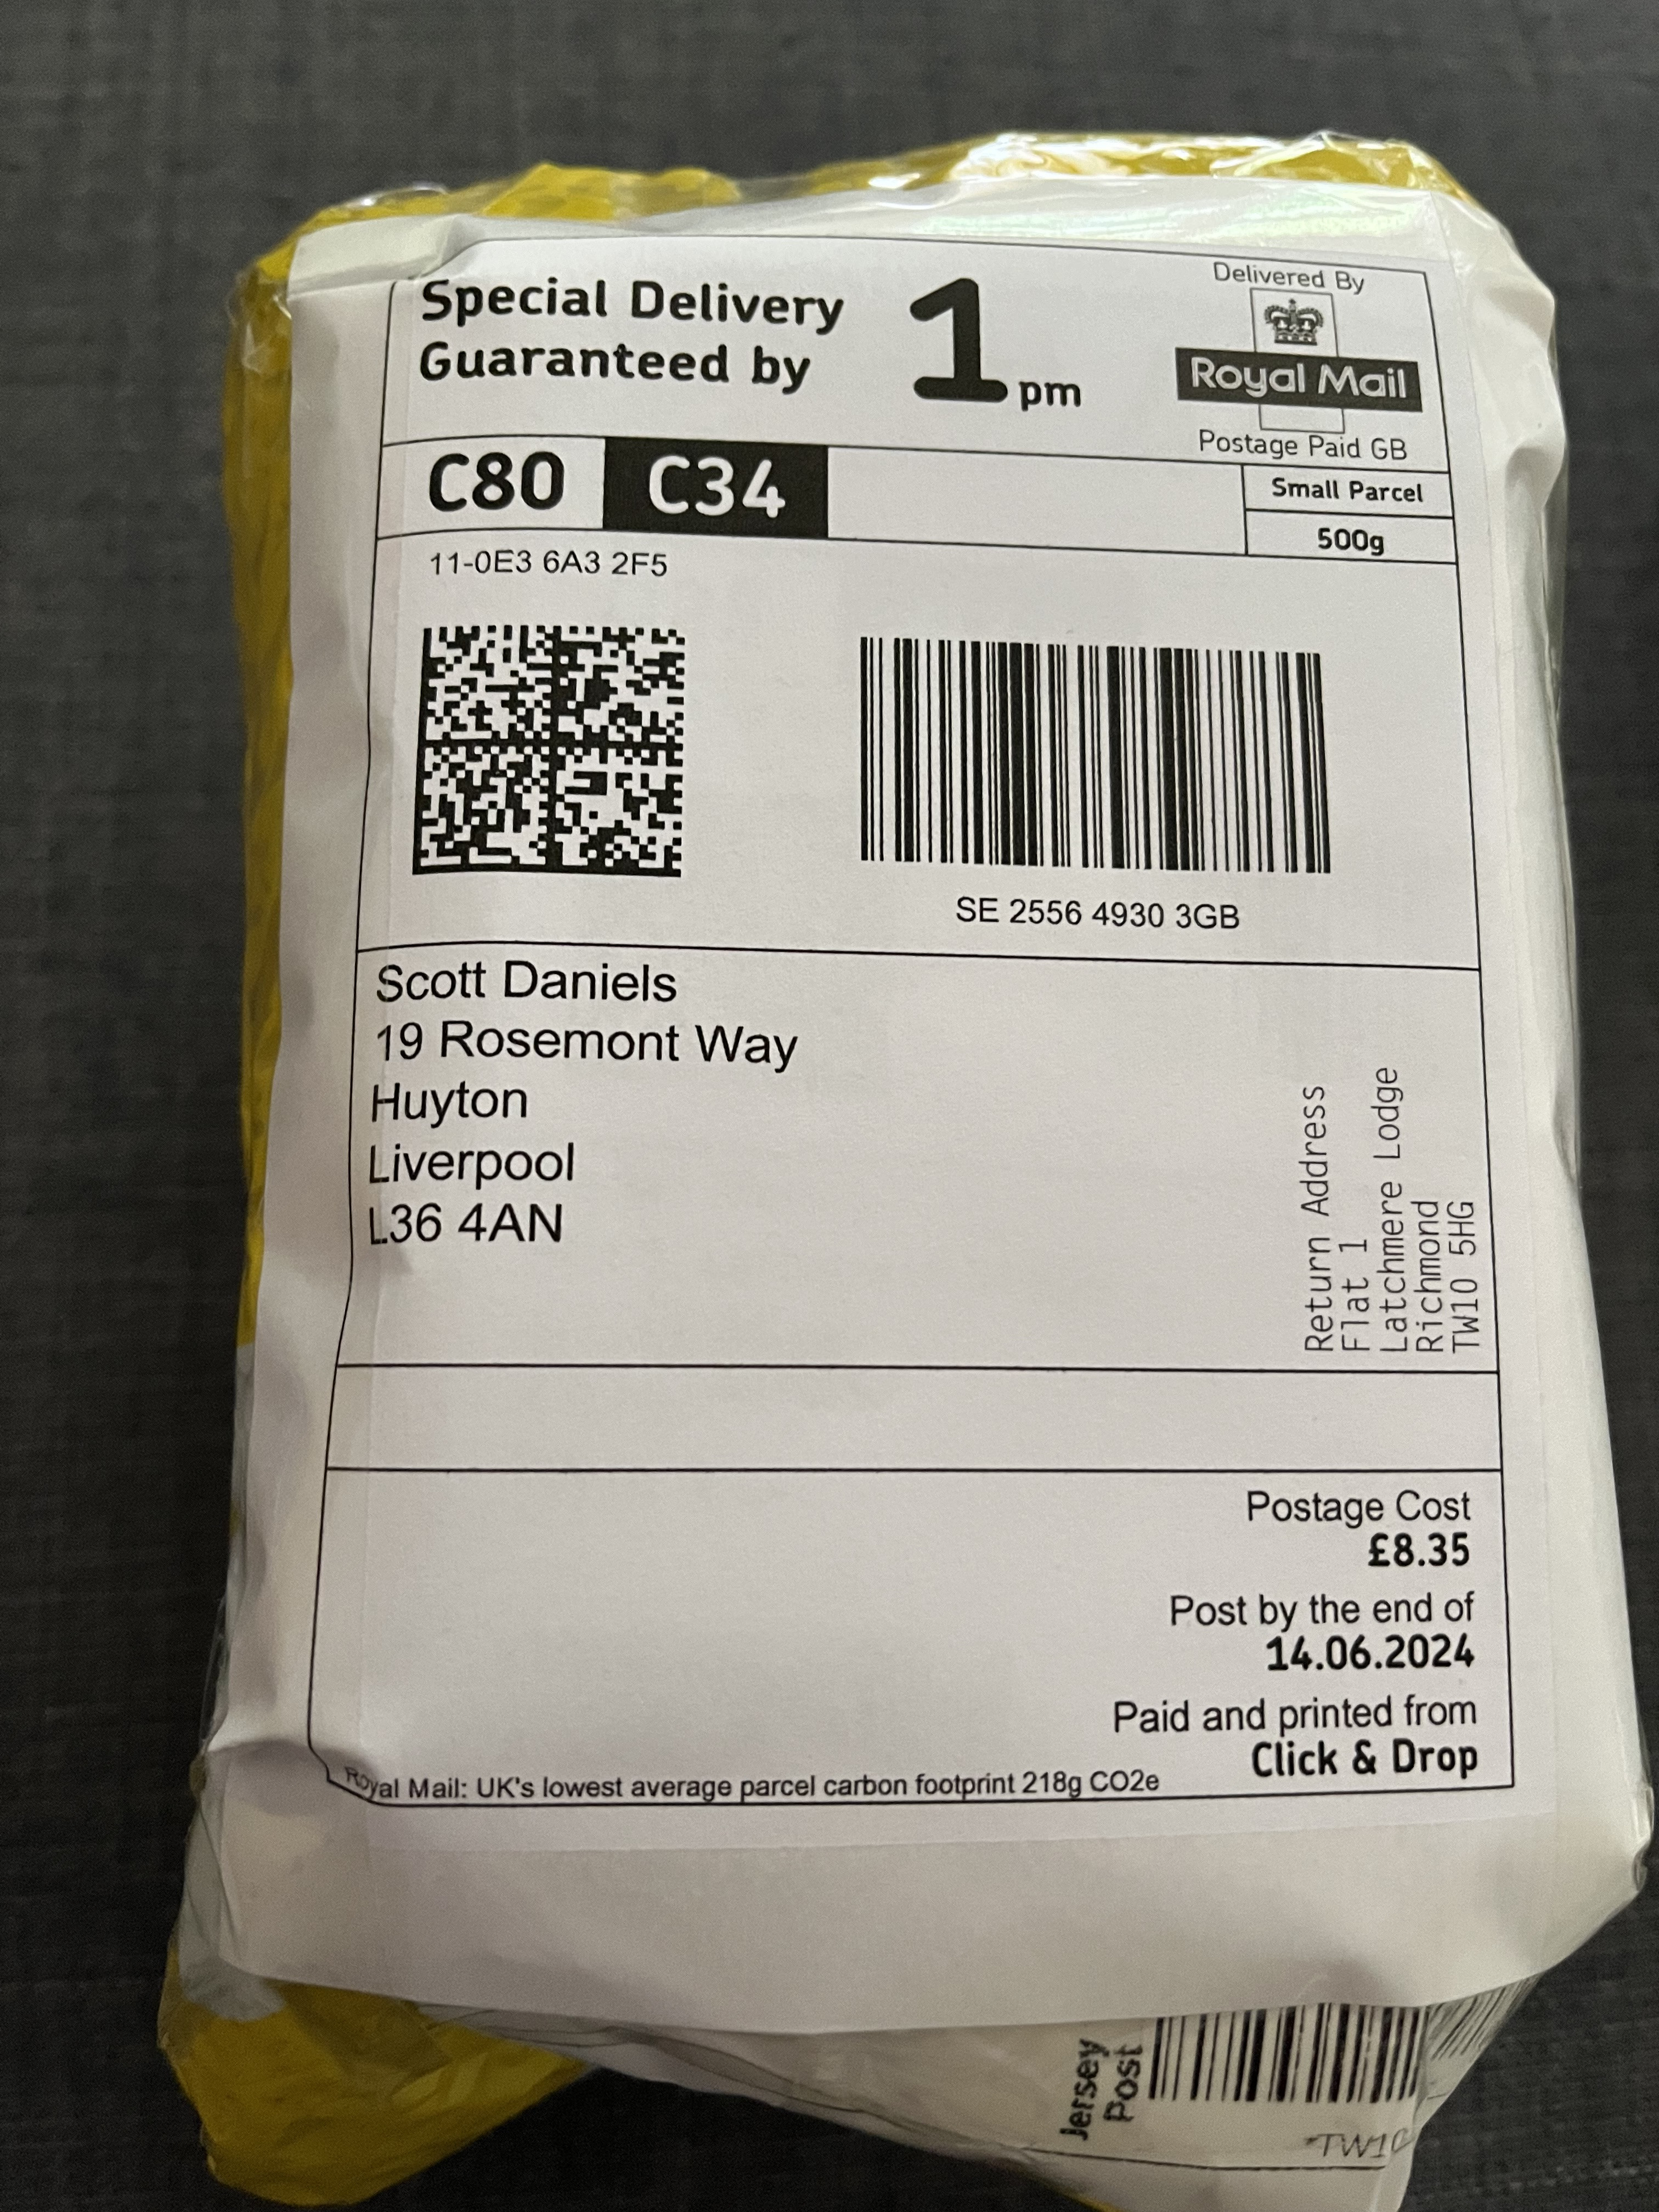 Special Delivery
Guaranteed by
1pm
Delivered By
Royal Mail
Postage Paid GB
C80 C34
Small Parcel
500g
11-0E3 6A3 2F5
SE 2556 4930 3GB
Scott Daniels
19 Rosemont Way
Huyton
Liverpool
L36 4AN
Return Address
Flat 1
Latchmere Lodge
Richmond
TW10 5HG
Postage Cost
£8.35
Post by the end of
14.06.2024
Paid and printed from
Click & Drop
Royal Mail: UK's lowest average parcel carbon footprint 218g CO2e
Jersey
Post